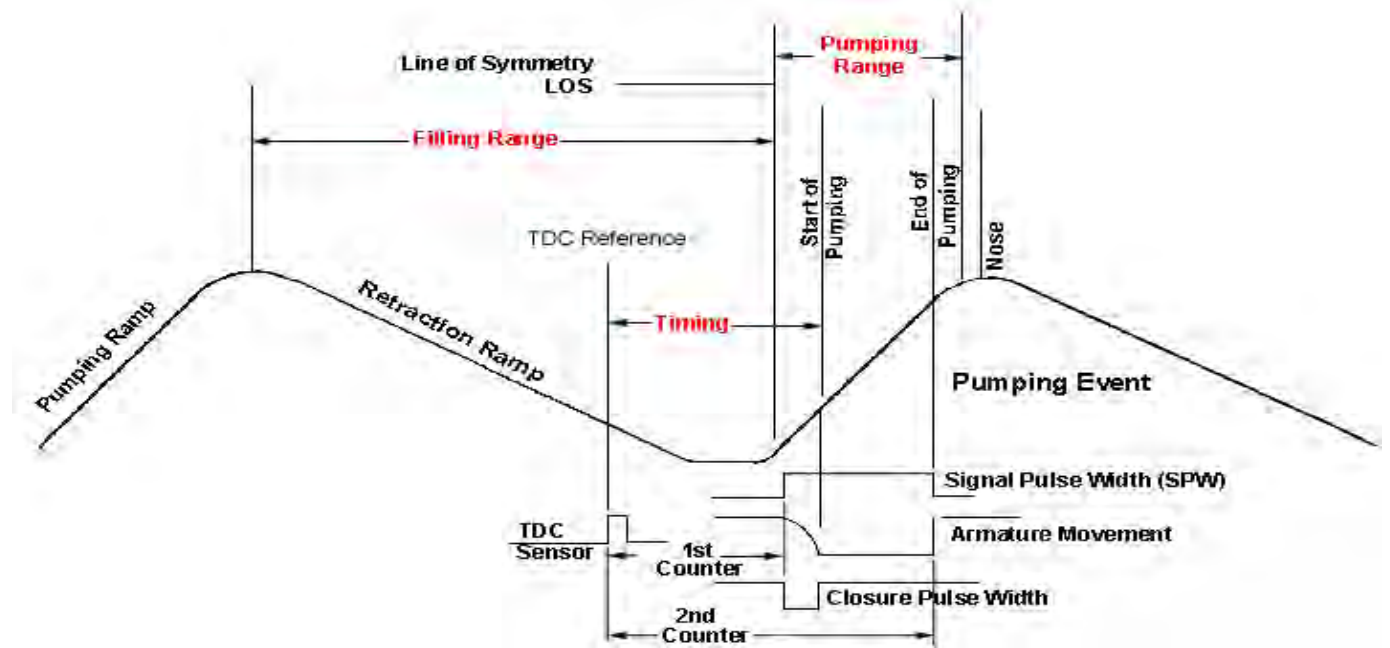 Line of Symmetry
LOS
Pumping
Range
Filling Range
Start of
Pumping
End of
Pumping
Nose
TDC Reference
Pumping Ramp
Retraction Ramp
Timing
Pumping Event
Signal Pulse Width (SPW)
TDC
Sensor
Armature Movement
1st
Counter
Closure Pulse Width
2nd
Counter